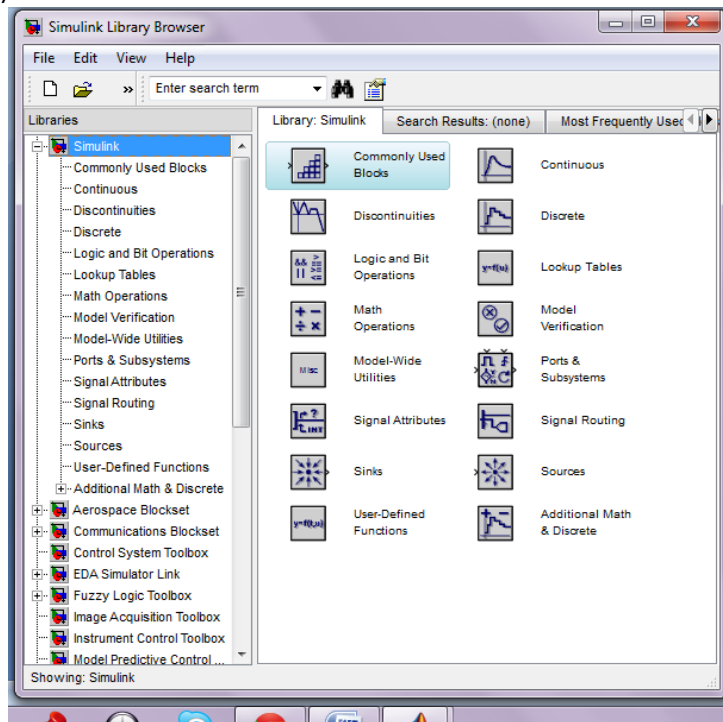 Simulink Library Browser
File Edit View Help
» Enter search term
Libraries
Simulink
Commonly Used Blocks
Continuous
Discontinuities
Discrete
Logic and Bit Operations
Lookup Tables
Math Operations
Model Verification
Model-Wide Utilities
Ports & Subsystems
Signal Attributes
Signal Routing
Sinks
Sources
User-Defined Functions
Additional Math & Discrete
Aerospace Blockset
Communications Blockset
Control System Toolbox
EDA Simulator Link
Fuzzy Logic Toolbox
Image Acquisition Toolbox
Instrument Control Toolbox
Model Predictive Control ...
Library: Simulink Search Results: (none) Most Frequently Used
Commonly Used
Blocks
Continuous
Discontinuities
Discrete
&& >
|| >=
<=
Logic and Bit
Operations
y=f(u)
Lookup Tables
+ −
÷ ×
Math
Operations
Model
Verification
Misc
Model-Wide
Utilities
Ports &
Subsystems
?
INT
Signal Attributes
Signal Routing
Sinks
Sources
y=f(t,u)
User-Defined
Functions
+ −
Additional Math
& Discrete
Showing: Simulink